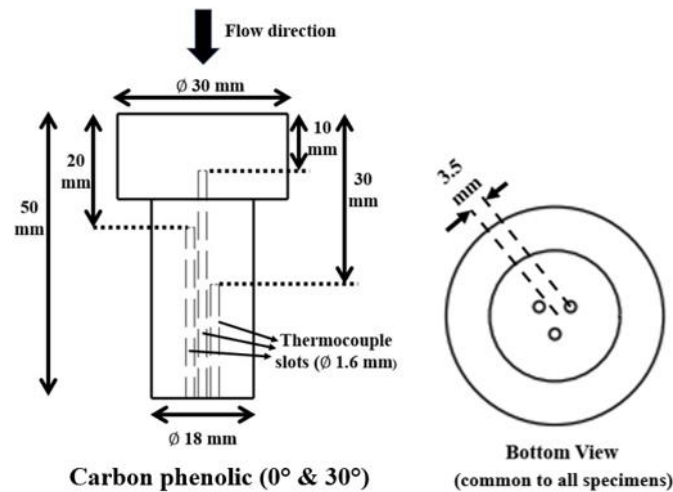 Flow direction
Ø 30 mm
10
mm
20
mm
30
mm
50
mm
3.5
mm
Thermocouple
slots (Ø 1.6 mm)
Ø 18 mm
Bottom View
Carbon phenolic (0° & 30°)
(common to all specimens)